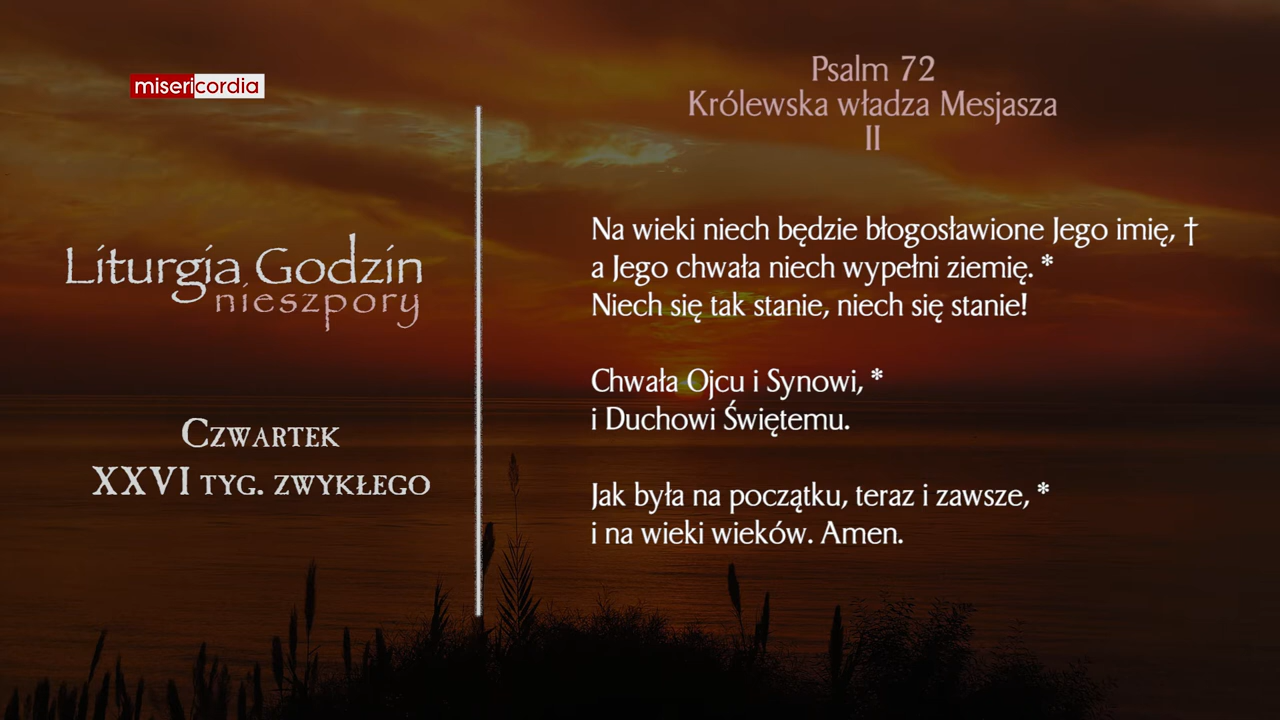 misericordia
Liturgia Godzin
nieszpory
Czwartek
XXVI tyg. zwykłego
Psalm 72
Królewska władza Mesjasza
II
Na wieki niech będzie błogosławione Jego imię, †
a Jego chwała niech wypełni ziemię. *
Niech się tak stanie, niech się stanie!
Chwała Ojcu i Synowi, *
i Duchowi Świętemu.
Jak była na początku, teraz i zawsze, *
i na wieki wieków. Amen.